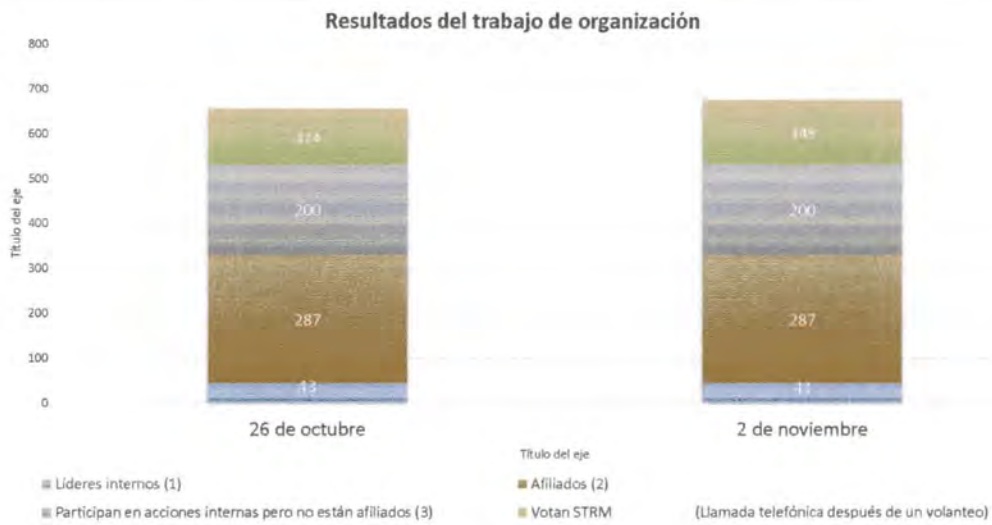 Resultados del trabajo de organización
800
700
600
500
400
300
200
100
0
Título del eje
200
287
43
200
287
26 de octubre
2 de noviembre
Título del eje
Líderes internos (1)
Afiliados (2)
Participan en acciones internas pero no están afiliados (3)
Votan STRM
(Llamada telefónica después de un volanteo)